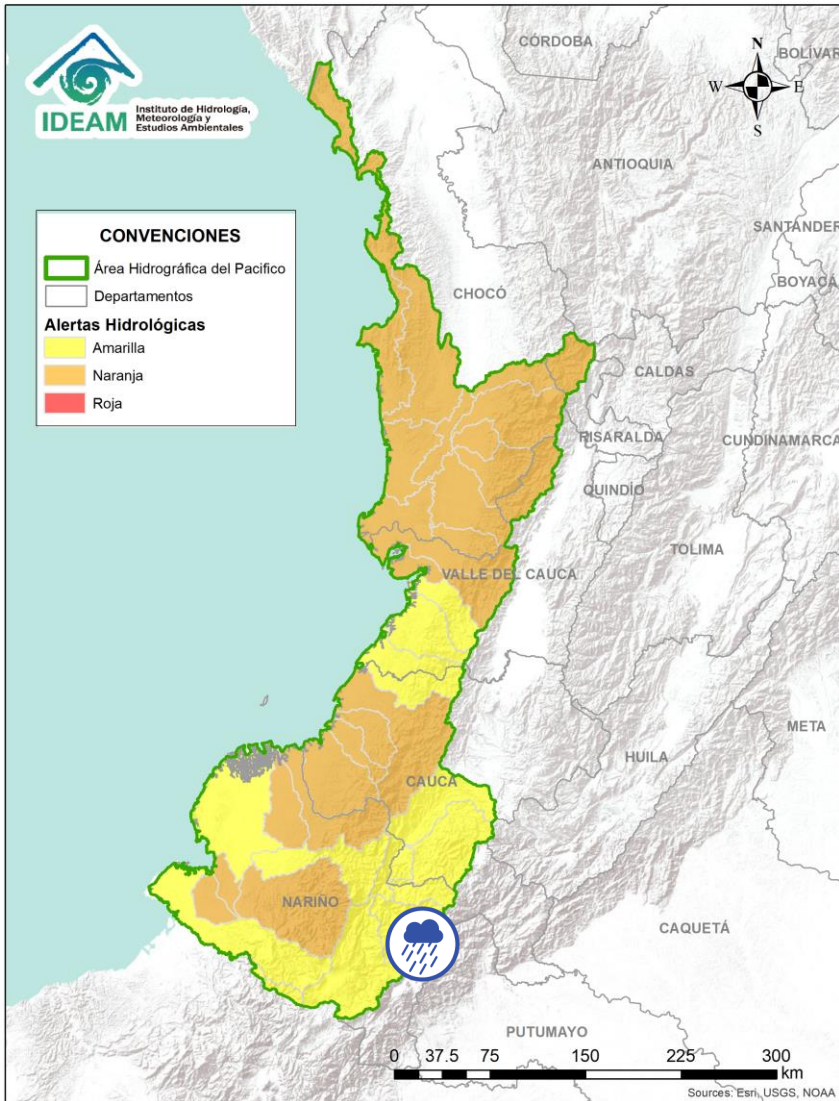 IDEAM
Instituto de Hidrología,
Meteorología y
Estudios Ambientales
N
W
E
S
CONVENCIONES
Área Hidrográfica del Pacifico
Departamentos
Alertas Hidrológicas
Amarilla
Naranja
Roja
CÓRDOBA
BOLÍVAR
ANTIOQUIA
SANTANDER
BOYACÁ
CHOCÓ
CALDAS
RISARALDA
CUNDINAMARCA
QUINDÍO
TOLIMA
VALLE DEL CAUCA
META
HUILA
CAUCA
NARIÑO
CAQUETÁ
PUTUMAYO
0 37.5 75 150 225 300
km
Sources: Esri, USGS, NOAA